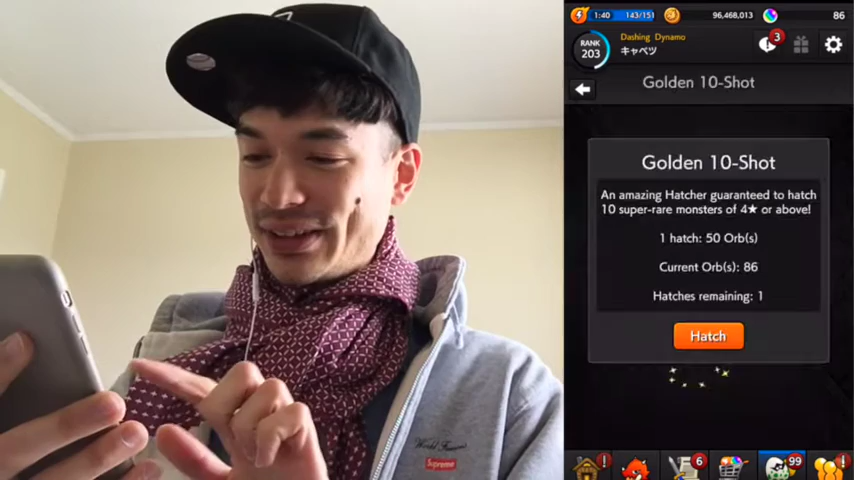 1:40 143/151 96,468,013 86
RANK
203
Dashing Dynamo
キャベツ
3
Golden 10-Shot
Golden 10-Shot
An amazing Hatcher guaranteed to hatch
10 super-rare monsters of 4★ or above!
1 hatch: 50 Orb(s)
Current Orb(s): 86
Hatches remaining: 1
Hatch
World Famous
Supreme
! 6 99 !